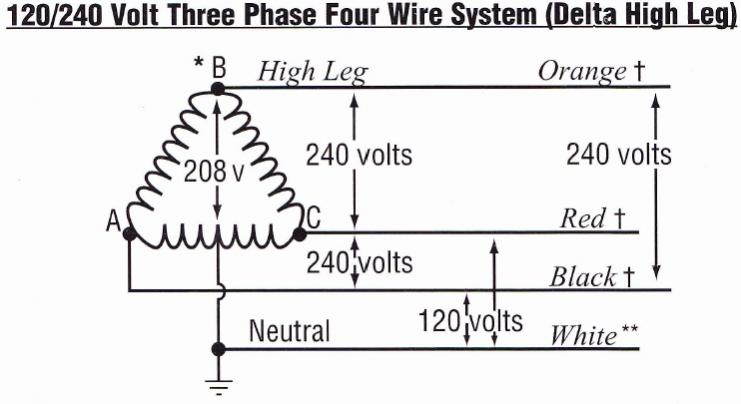 120/240 Volt Three Phase Four Wire System (Delta High Leg)
* B High Leg Orange †
208 v 240 volts 240 volts
A C Red †
240 volts
Black †
120 volts
Neutral White **